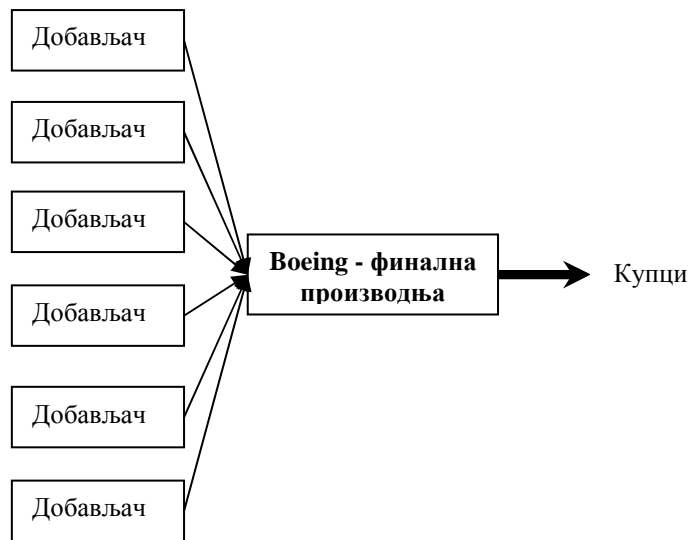 Добављач
Добављач
Добављач
Добављач
Добављач
Добављач
Boeing - финална
производња
Купци